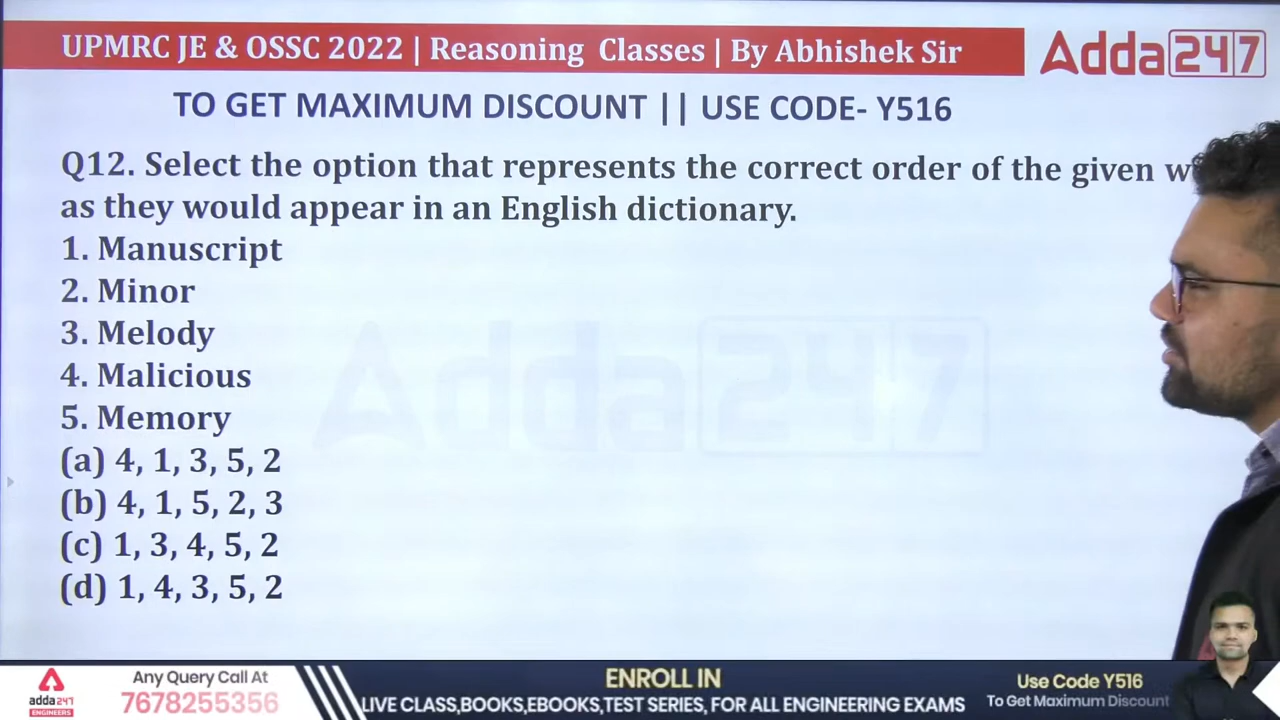 UPMRC JE & OSSC 2022 | Reasoning Classes | By Abhishek Sir
Adda247
TO GET MAXIMUM DISCOUNT || USE CODE- Y516
Q12. Select the option that represents the correct order of the given
as they would appear in an English dictionary.
1. Manuscript
2. Minor
3. Melody
4. Malicious
5. Memory
(a) 4, 1, 3, 5, 2
(b) 4, 1, 5, 2, 3
(c) 1, 3, 4, 5, 2
(d) 1, 4, 3, 5, 2
Adda247
adda247
ENGINEERS
Any Query Call At
7678255356
ENROLL IN
LIVE CLASS,BOOKS,EBOOKS,TEST SERIES, FOR ALL ENGINEERING EXAMS
Use Code Y516
To Get Maximum Discount